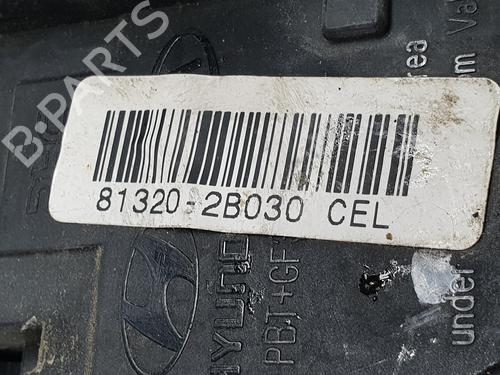 B-PARTS
81320-2B030 CEL
HYUNDAI
PBT+GF
under